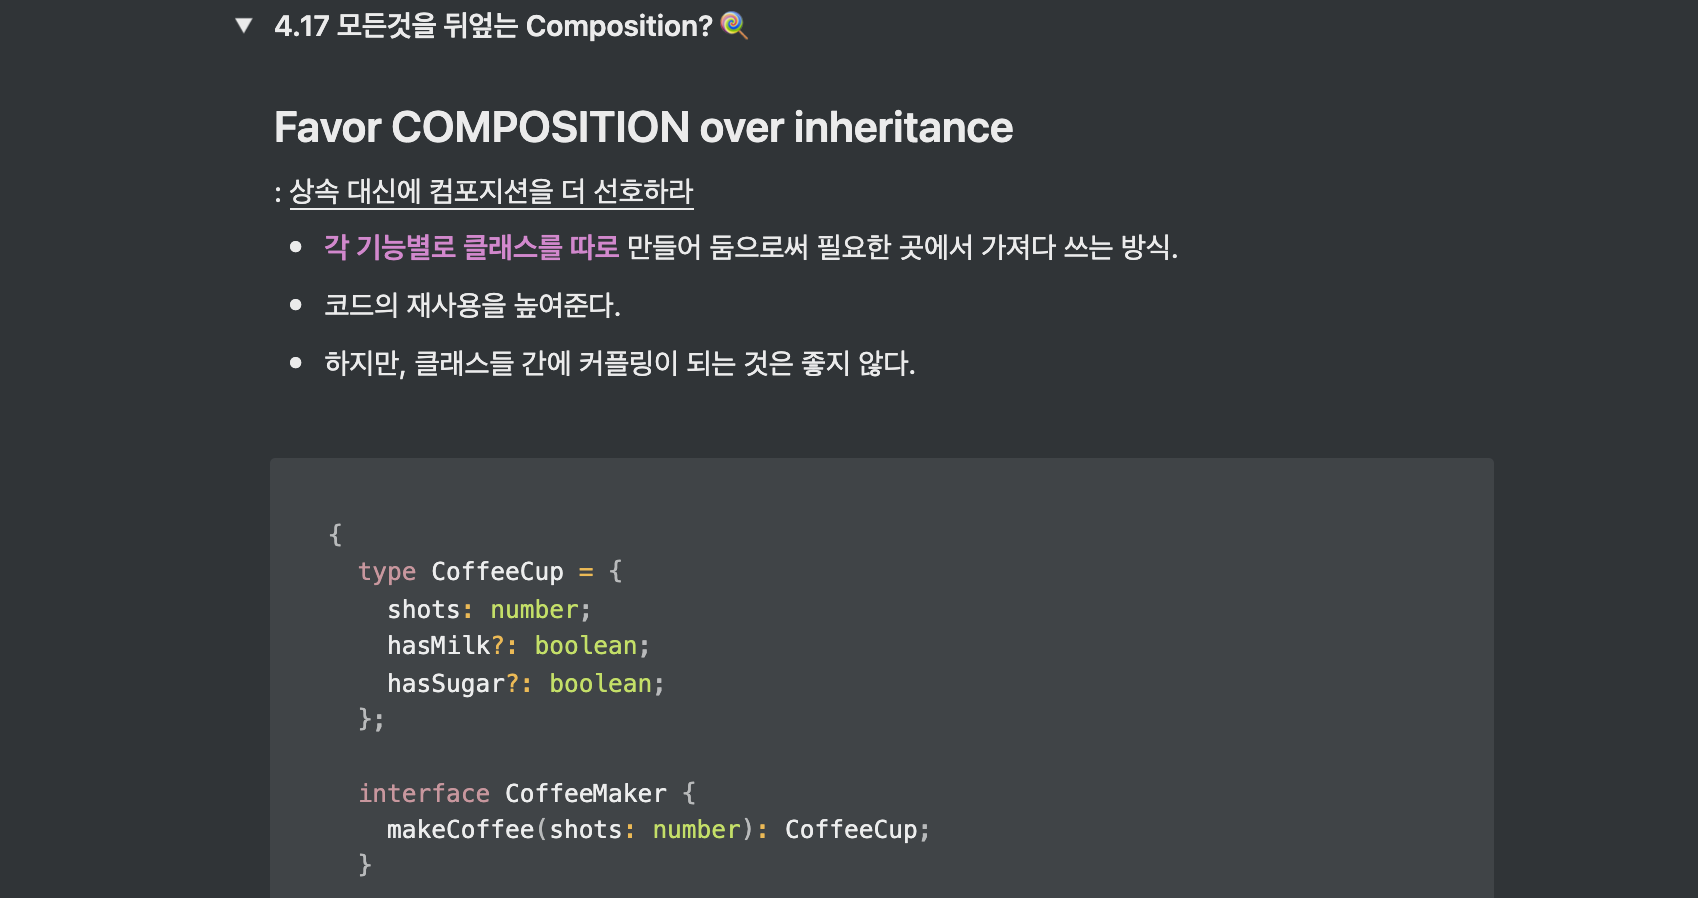 ▼ 4.17 모든것을 뒤엎는 Composition? 🍭
Favor COMPOSITION over inheritance
: 상속 대신에 컴포지션을 더 선호하라
• 각 기능별로 클래스를 따로 만들어 둠으로써 필요한 곳에서 가져다 쓰는 방식.
• 코드의 재사용을 높여준다.
• 하지만, 클래스들 간에 커플링이 되는 것은 좋지 않다.
{
  type CoffeeCup = {
    shots: number;
    hasMilk?: boolean;
    hasSugar?: boolean;
  };
  interface CoffeeMaker {
    makeCoffee(shots: number): CoffeeCup;
  }